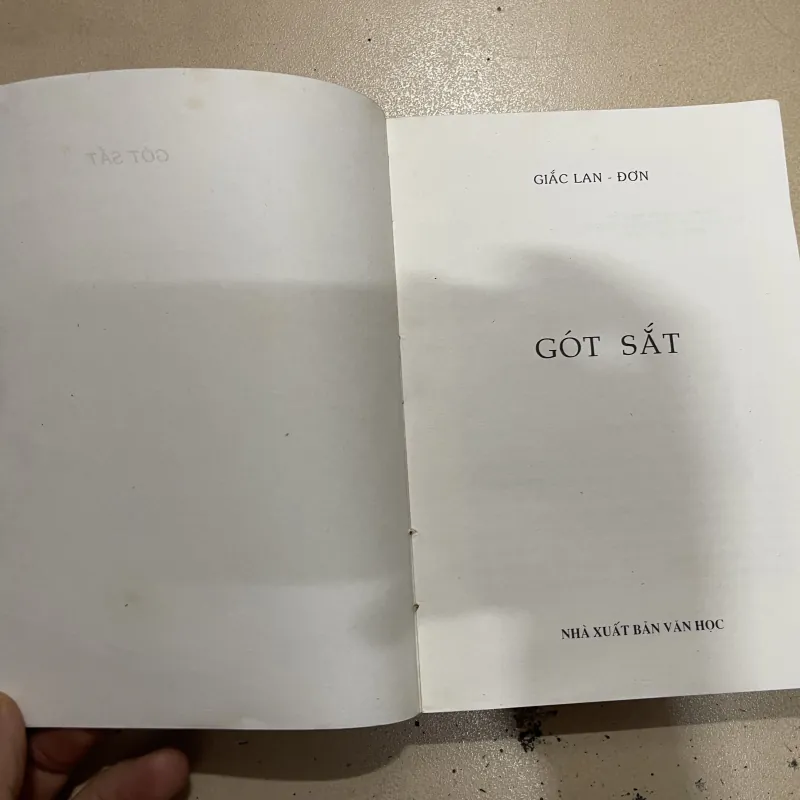 GÓT SẮT
GIẮC LAN - ĐƠN
GÓT SẮT
NHÀ XUẤT BẢN VĂN HỌC